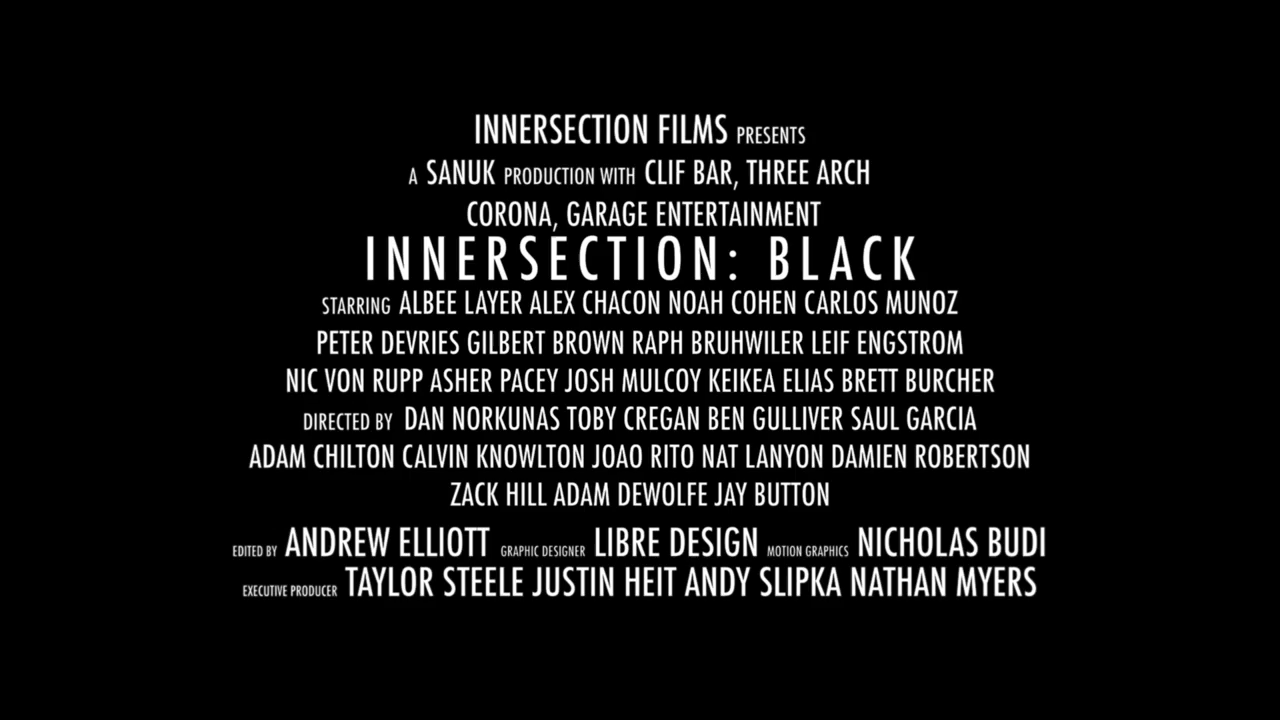 INNERSECTION FILMS PRESENTS
A SANUK PRODUCTION WITH CLIF BAR, THREE ARCH
CORONA, GARAGE ENTERTAINMENT
INNERSECTION: BLACK
STARRING ALBEE LAYER ALEX CHACON NOAH COHEN CARLOS MUNOZ
PETER DEVRIES GILBERT BROWN RAPH BRUHWILER LEIF ENGSTROM
NIC VON RUPP ASHER PACEY JOSH MULCOY KEIKEA ELIAS BRETT BURCHER
DIRECTED BY DAN NORKUNAS TOBY CREGAN BEN GULLIVER SAUL GARCIA
ADAM CHILTON CALVIN KNOWLTON JOAO RITO NAT LANYON DAMIEN ROBERTSON
ZACK HILL ADAM DEWOLFE JAY BUTTON
EDITED BY ANDREW ELLIOTT GRAPHIC DESIGNER LIBRE DESIGN MOTION GRAPHICS NICHOLAS BUDI
EXECUTIVE PRODUCER TAYLOR STEELE JUSTIN HEIT ANDY SLIPKA NATHAN MYERS